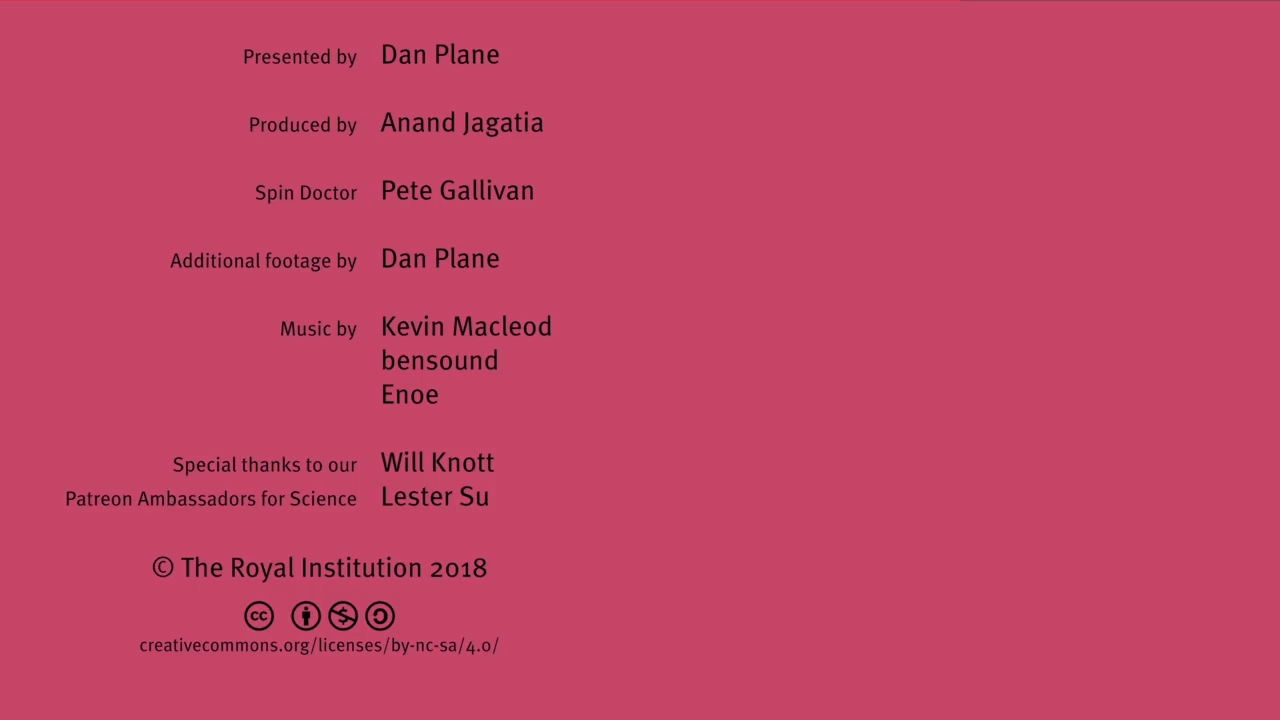 Presented by Dan Plane
Produced by Anand Jagatia
Spin Doctor Pete Gallivan
Additional footage by Dan Plane
Music by Kevin Macleod
bensound
Enoe
Special thanks to our Will Knott
Patreon Ambassadors for Science Lester Su
© The Royal Institution 2018
cc
creativecommons.org/licenses/by-nc-sa/4.0/